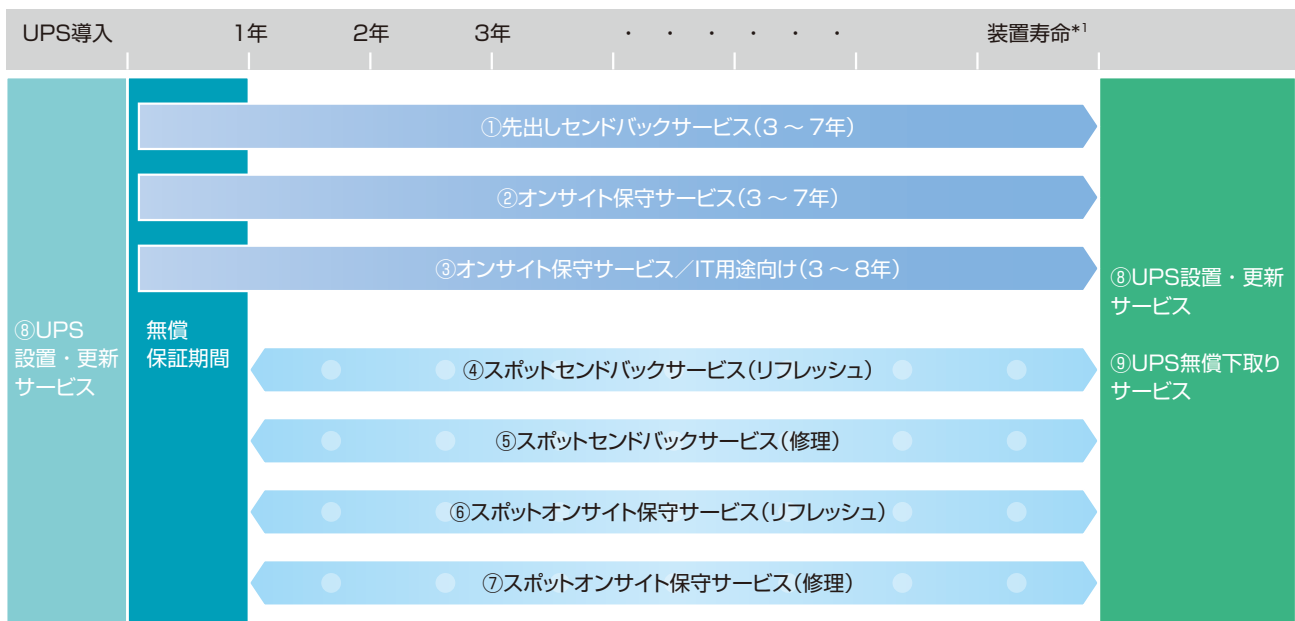 UPS導入 1年 2年 3年 ・ ・ ・ ・ ・ ・ 装置寿命*1
①先出しセンドバックサービス（3 ～ 7年）
②オンサイト保守サービス（3 ～ 7年）
③オンサイト保守サービス／IT用途向け（3 ～ 8年）
⑧UPS
設置・更新
サービス
無償
保証期間
④スポットセンドバックサービス（リフレッシュ）
⑤スポットセンドバックサービス（修理）
⑥スポットオンサイト保守サービス（リフレッシュ）
⑦スポットオンサイト保守サービス（修理）
⑧UPS設置・更新
サービス
⑨UPS無償下取り
サービス